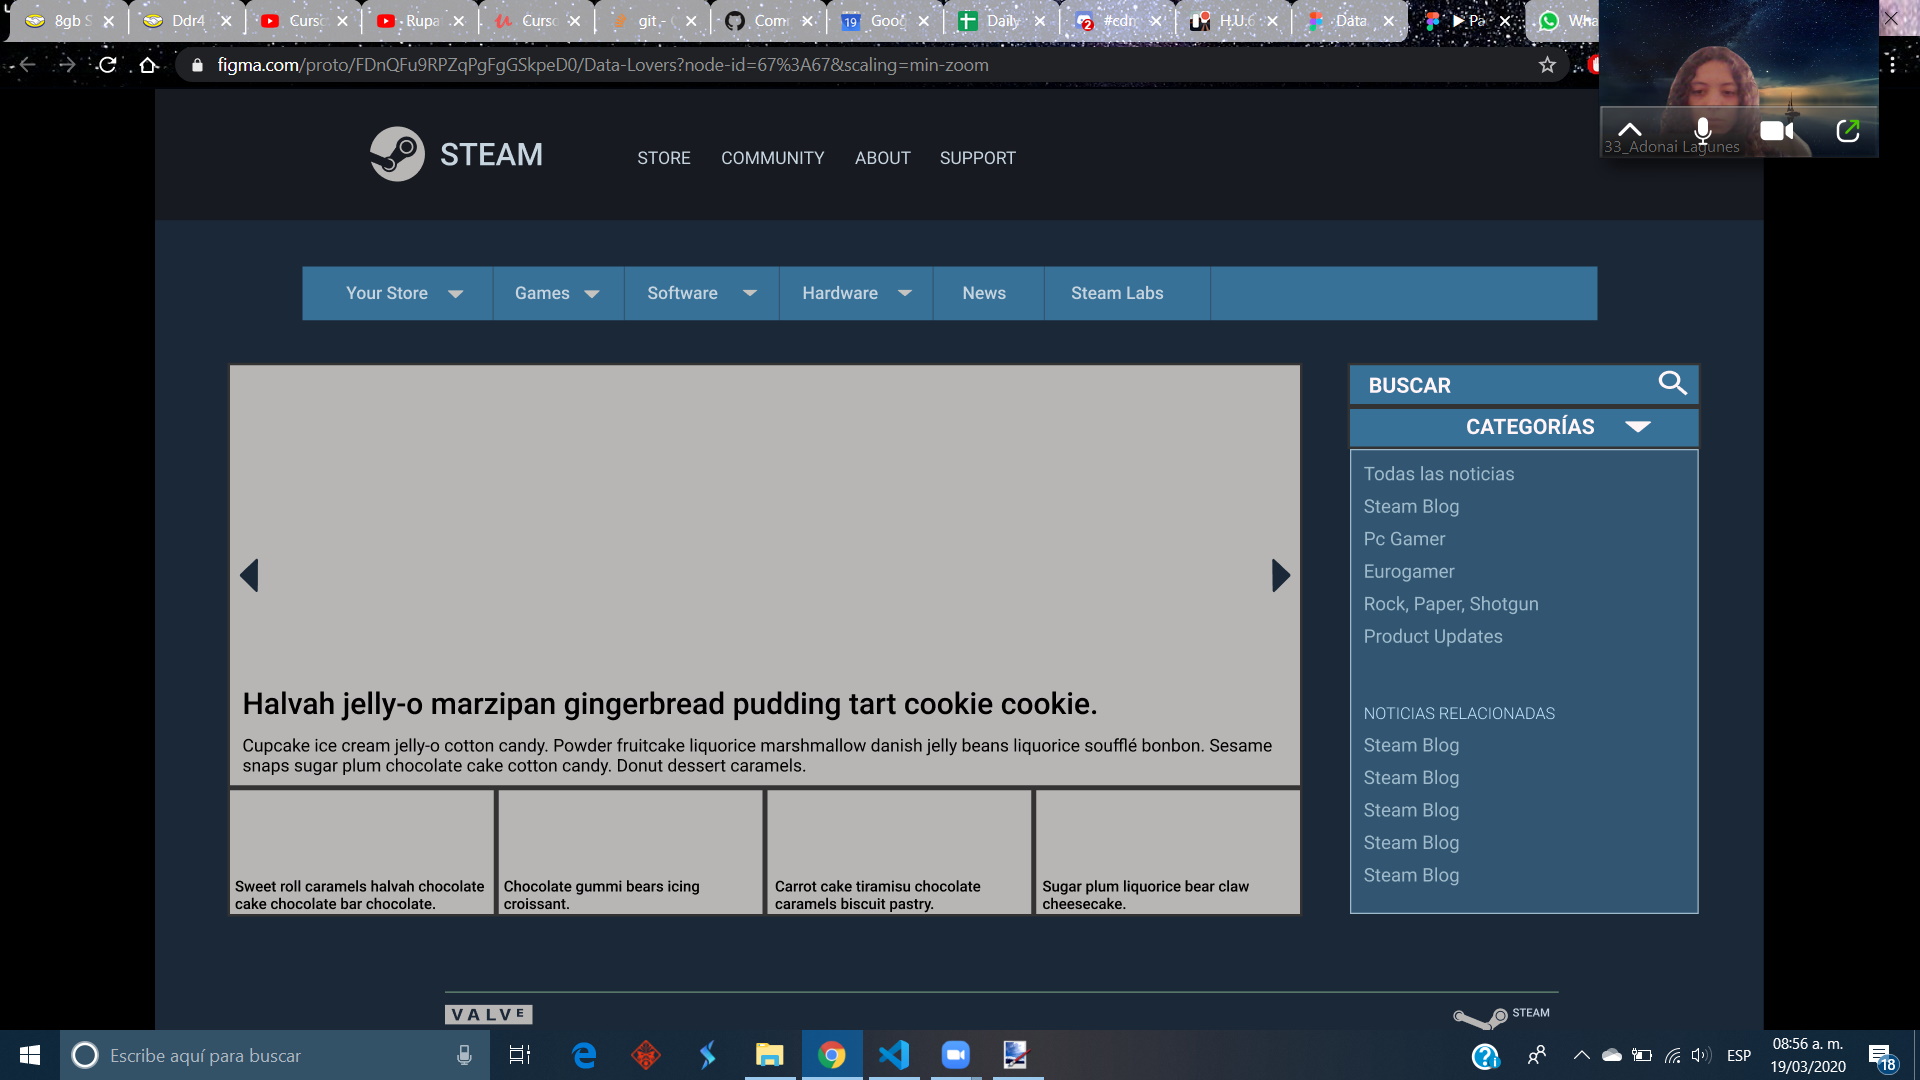 8gb S
Ddr4
Curso
Rupa
Curso
git -
Com
19
Goog
Daily
2
#cdm
H.U.6
Data
Pa
Wha
figma.com/proto/FDnQFu9RPZqPgFgGSkpeD0/Data-Lovers?node-id=67%3A67&scaling=min-zoom
33_Adonai Lagunes
STEAM
STORE
COMMUNITY
ABOUT
SUPPORT
Your Store
Games
Software
Hardware
News
Steam Labs
BUSCAR
CATEGORÍAS
Todas las noticias
Steam Blog
Pc Gamer
Eurogamer
Rock, Paper, Shotgun
Product Updates
NOTICIAS RELACIONADAS
Steam Blog
Steam Blog
Steam Blog
Steam Blog
Steam Blog
Halvah jelly-o marzipan gingerbread pudding tart cookie cookie.
Cupcake ice cream jelly-o cotton candy. Powder fruitcake liquorice marshmallow danish jelly beans liquorice soufflé bonbon. Sesame
snaps sugar plum chocolate cake cotton candy. Donut dessert caramels.
Sweet roll caramels halvah chocolate
cake chocolate bar chocolate.
Chocolate gummi bears icing
croissant.
Carrot cake tiramisu chocolate
caramels biscuit pastry.
Sugar plum liquorice bear claw
cheesecake.
VALVE
STEAM
Escribe aquí para buscar
ESP
08:56 a. m.
19/03/2020
18